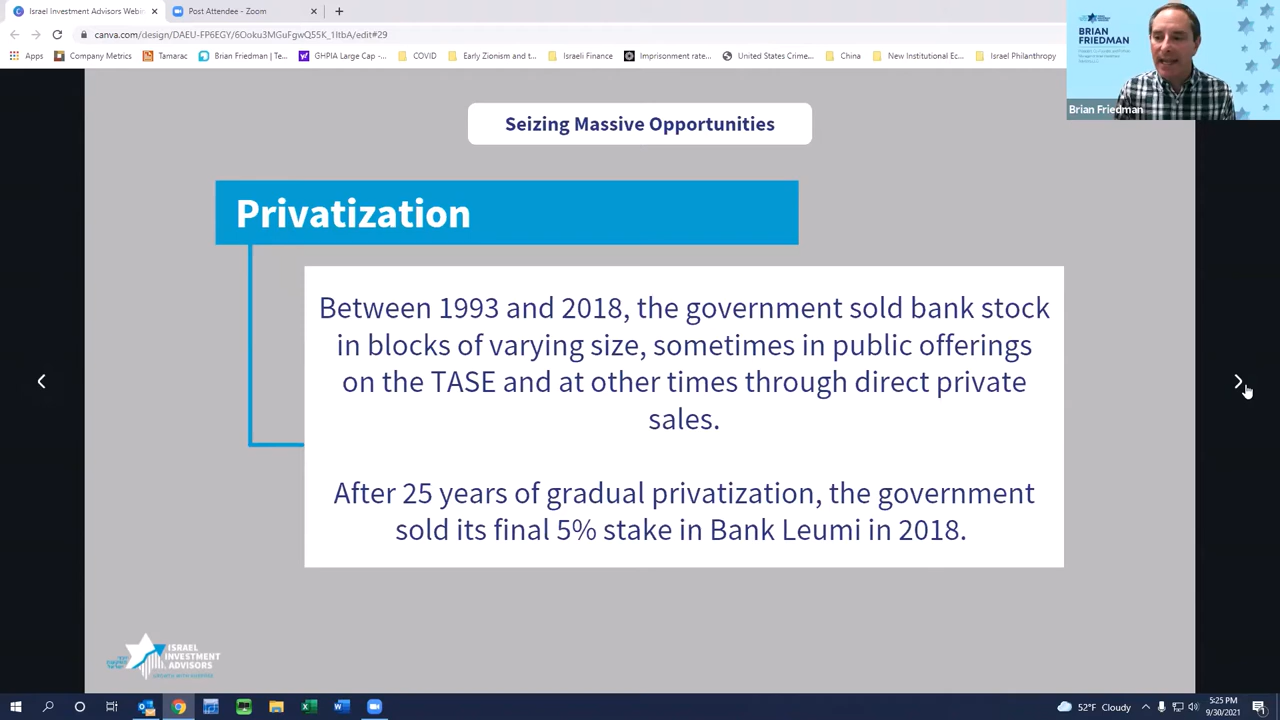 Israel Investment Advisors Webi
Post Attendee - Zoom
canva.com/design/DAEU-FP6EGY/6Ooku3MGuFgwQ55K_1ItbA/edit#29
Apps
Company Metrics
Tamarac
Brian Friedman | Te...
GHPIA Large Cap
COVID
Early Zionism and t...
Israeli Finance
Imprisonment rate...
United States Crime...
China
New Institutional Ec...
Israel Philanthropy
BRIAN
FRIEDMAN
Brian Friedman
Seizing Massive Opportunities
Privatization
Between 1993 and 2018, the government sold bank stock
in blocks of varying size, sometimes in public offerings
on the TASE and at other times through direct private
sales.
After 25 years of gradual privatization, the government
sold its final 5% stake in Bank Leumi in 2018.
ISRAEL
INVESTMENT
ADVISORS
52°F Cloudy
5:25 PM
9/30/2021